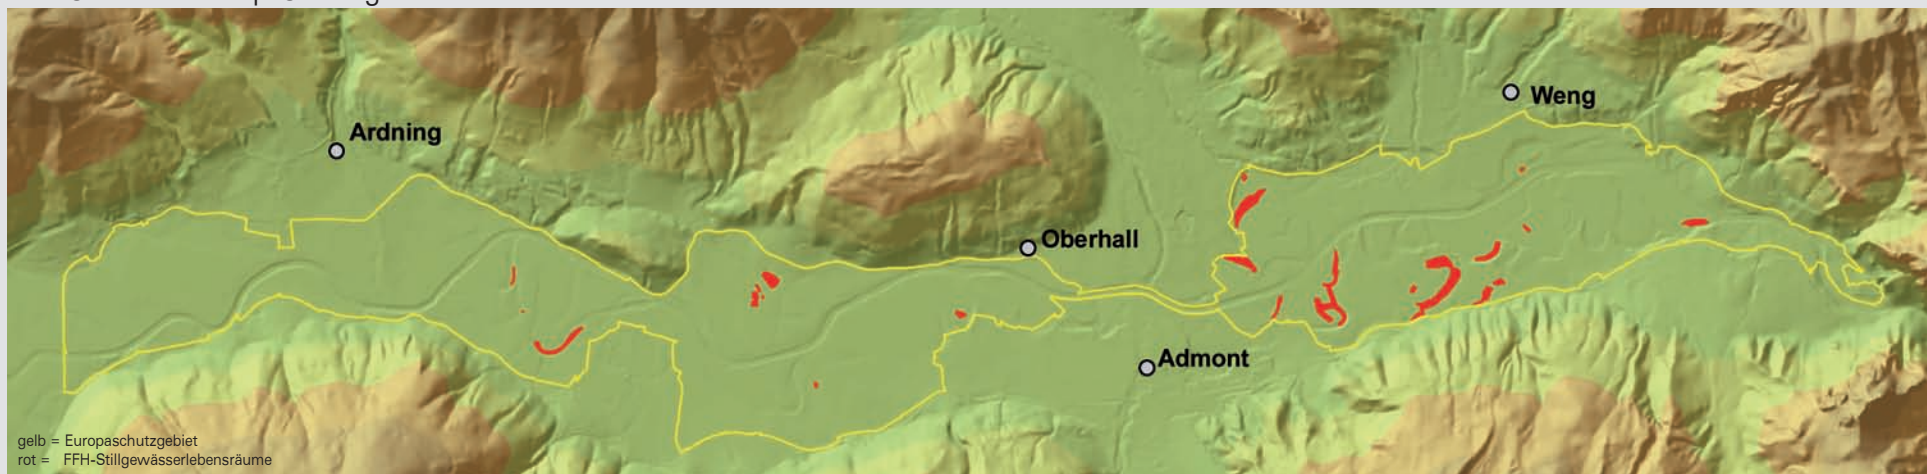 Weng
Ardning
Oberhall
Admont
gelb = Europaschutzgebiet
rot = FFH-Stillgewässerlebensräume